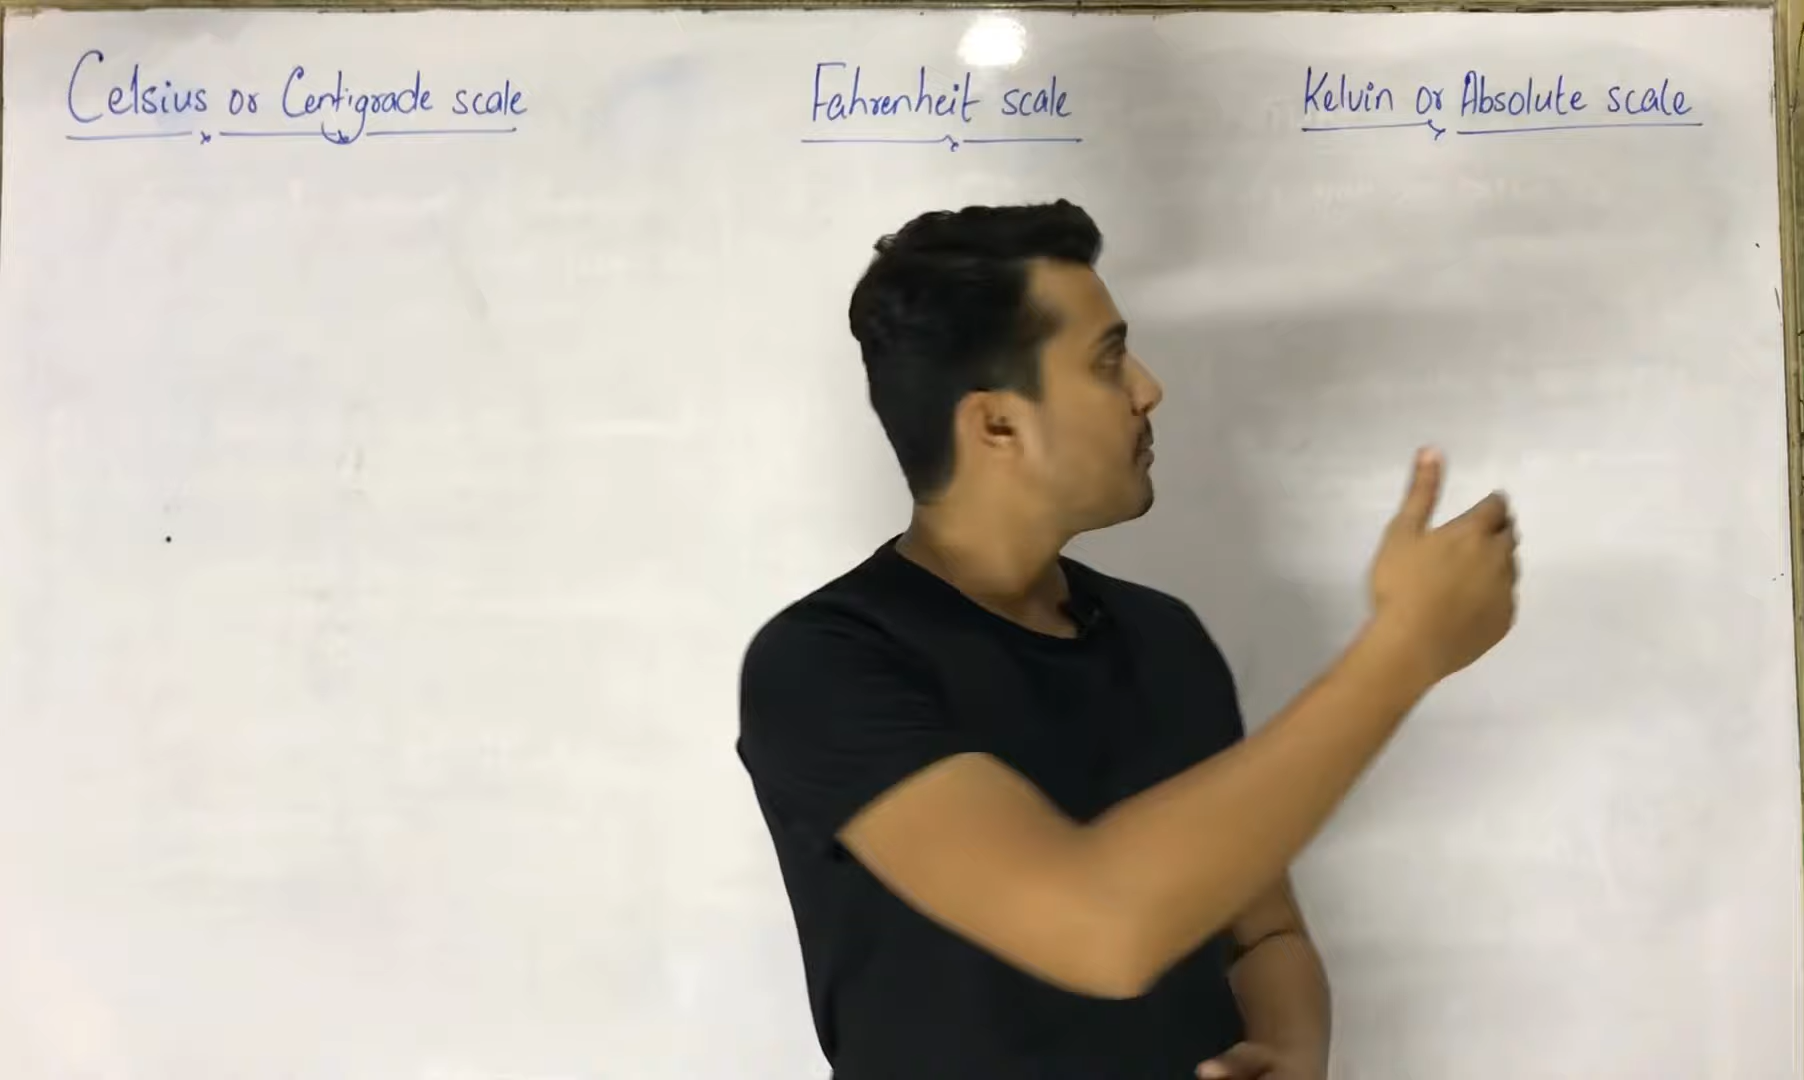 Celsius or Centigrade scale
Fahrenheit scale
Kelvin or Absolute scale